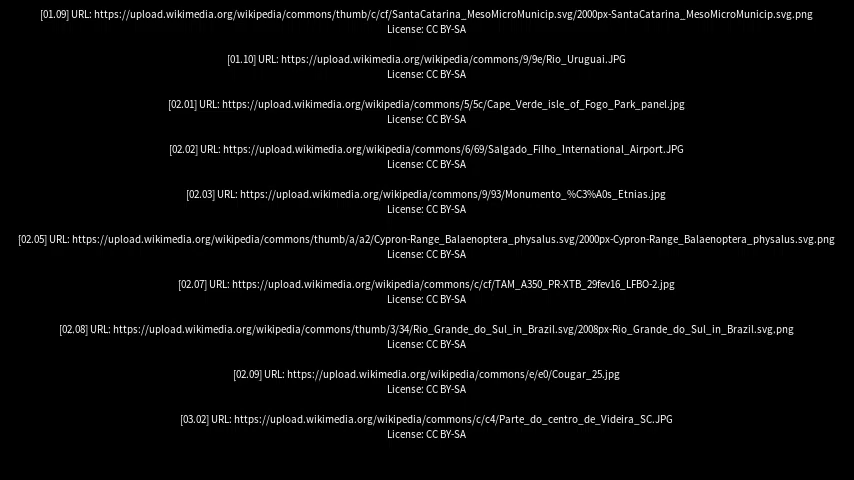 [01.09] URL: https://upload.wikimedia.org/wikipedia/commons/thumb/c/cf/SantaCatarina_MesoMicroMunicip.svg/2000px-SantaCatarina_MesoMicroMunicip.svg.png
License: CC BY-SA
[01.10] URL: https://upload.wikimedia.org/wikipedia/commons/9/9e/Rio_Uruguai.JPG
License: CC BY-SA
[02.01] URL: https://upload.wikimedia.org/wikipedia/commons/5/5c/Cape_Verde_isle_of_Fogo_Park_panel.jpg
License: CC BY-SA
[02.02] URL: https://upload.wikimedia.org/wikipedia/commons/6/69/Salgado_Filho_International_Airport.JPG
License: CC BY-SA
[02.03] URL: https://upload.wikimedia.org/wikipedia/commons/9/93/Monumento_%C3%A0s_Etnias.jpg
License: CC BY-SA
[02.05] URL: https://upload.wikimedia.org/wikipedia/commons/thumb/a/a2/Cypron-Range_Balaenoptera_physalus.svg/2000px-Cypron-Range_Balaenoptera_physalus.svg.png
License: CC BY-SA
[02.07] URL: https://upload.wikimedia.org/wikipedia/commons/c/cf/TAM_A350_PR-XTB_29fev16_LFBO-2.jpg
License: CC BY-SA
[02.08] URL: https://upload.wikimedia.org/wikipedia/commons/thumb/3/34/Rio_Grande_do_Sul_in_Brazil.svg/2008px-Rio_Grande_do_Sul_in_Brazil.svg.png
License: CC BY-SA
[02.09] URL: https://upload.wikimedia.org/wikipedia/commons/e/e0/Cougar_25.jpg
License: CC BY-SA
[03.02] URL: https://upload.wikimedia.org/wikipedia/commons/c/c4/Parte_do_centro_de_Videira_SC.JPG
License: CC BY-SA